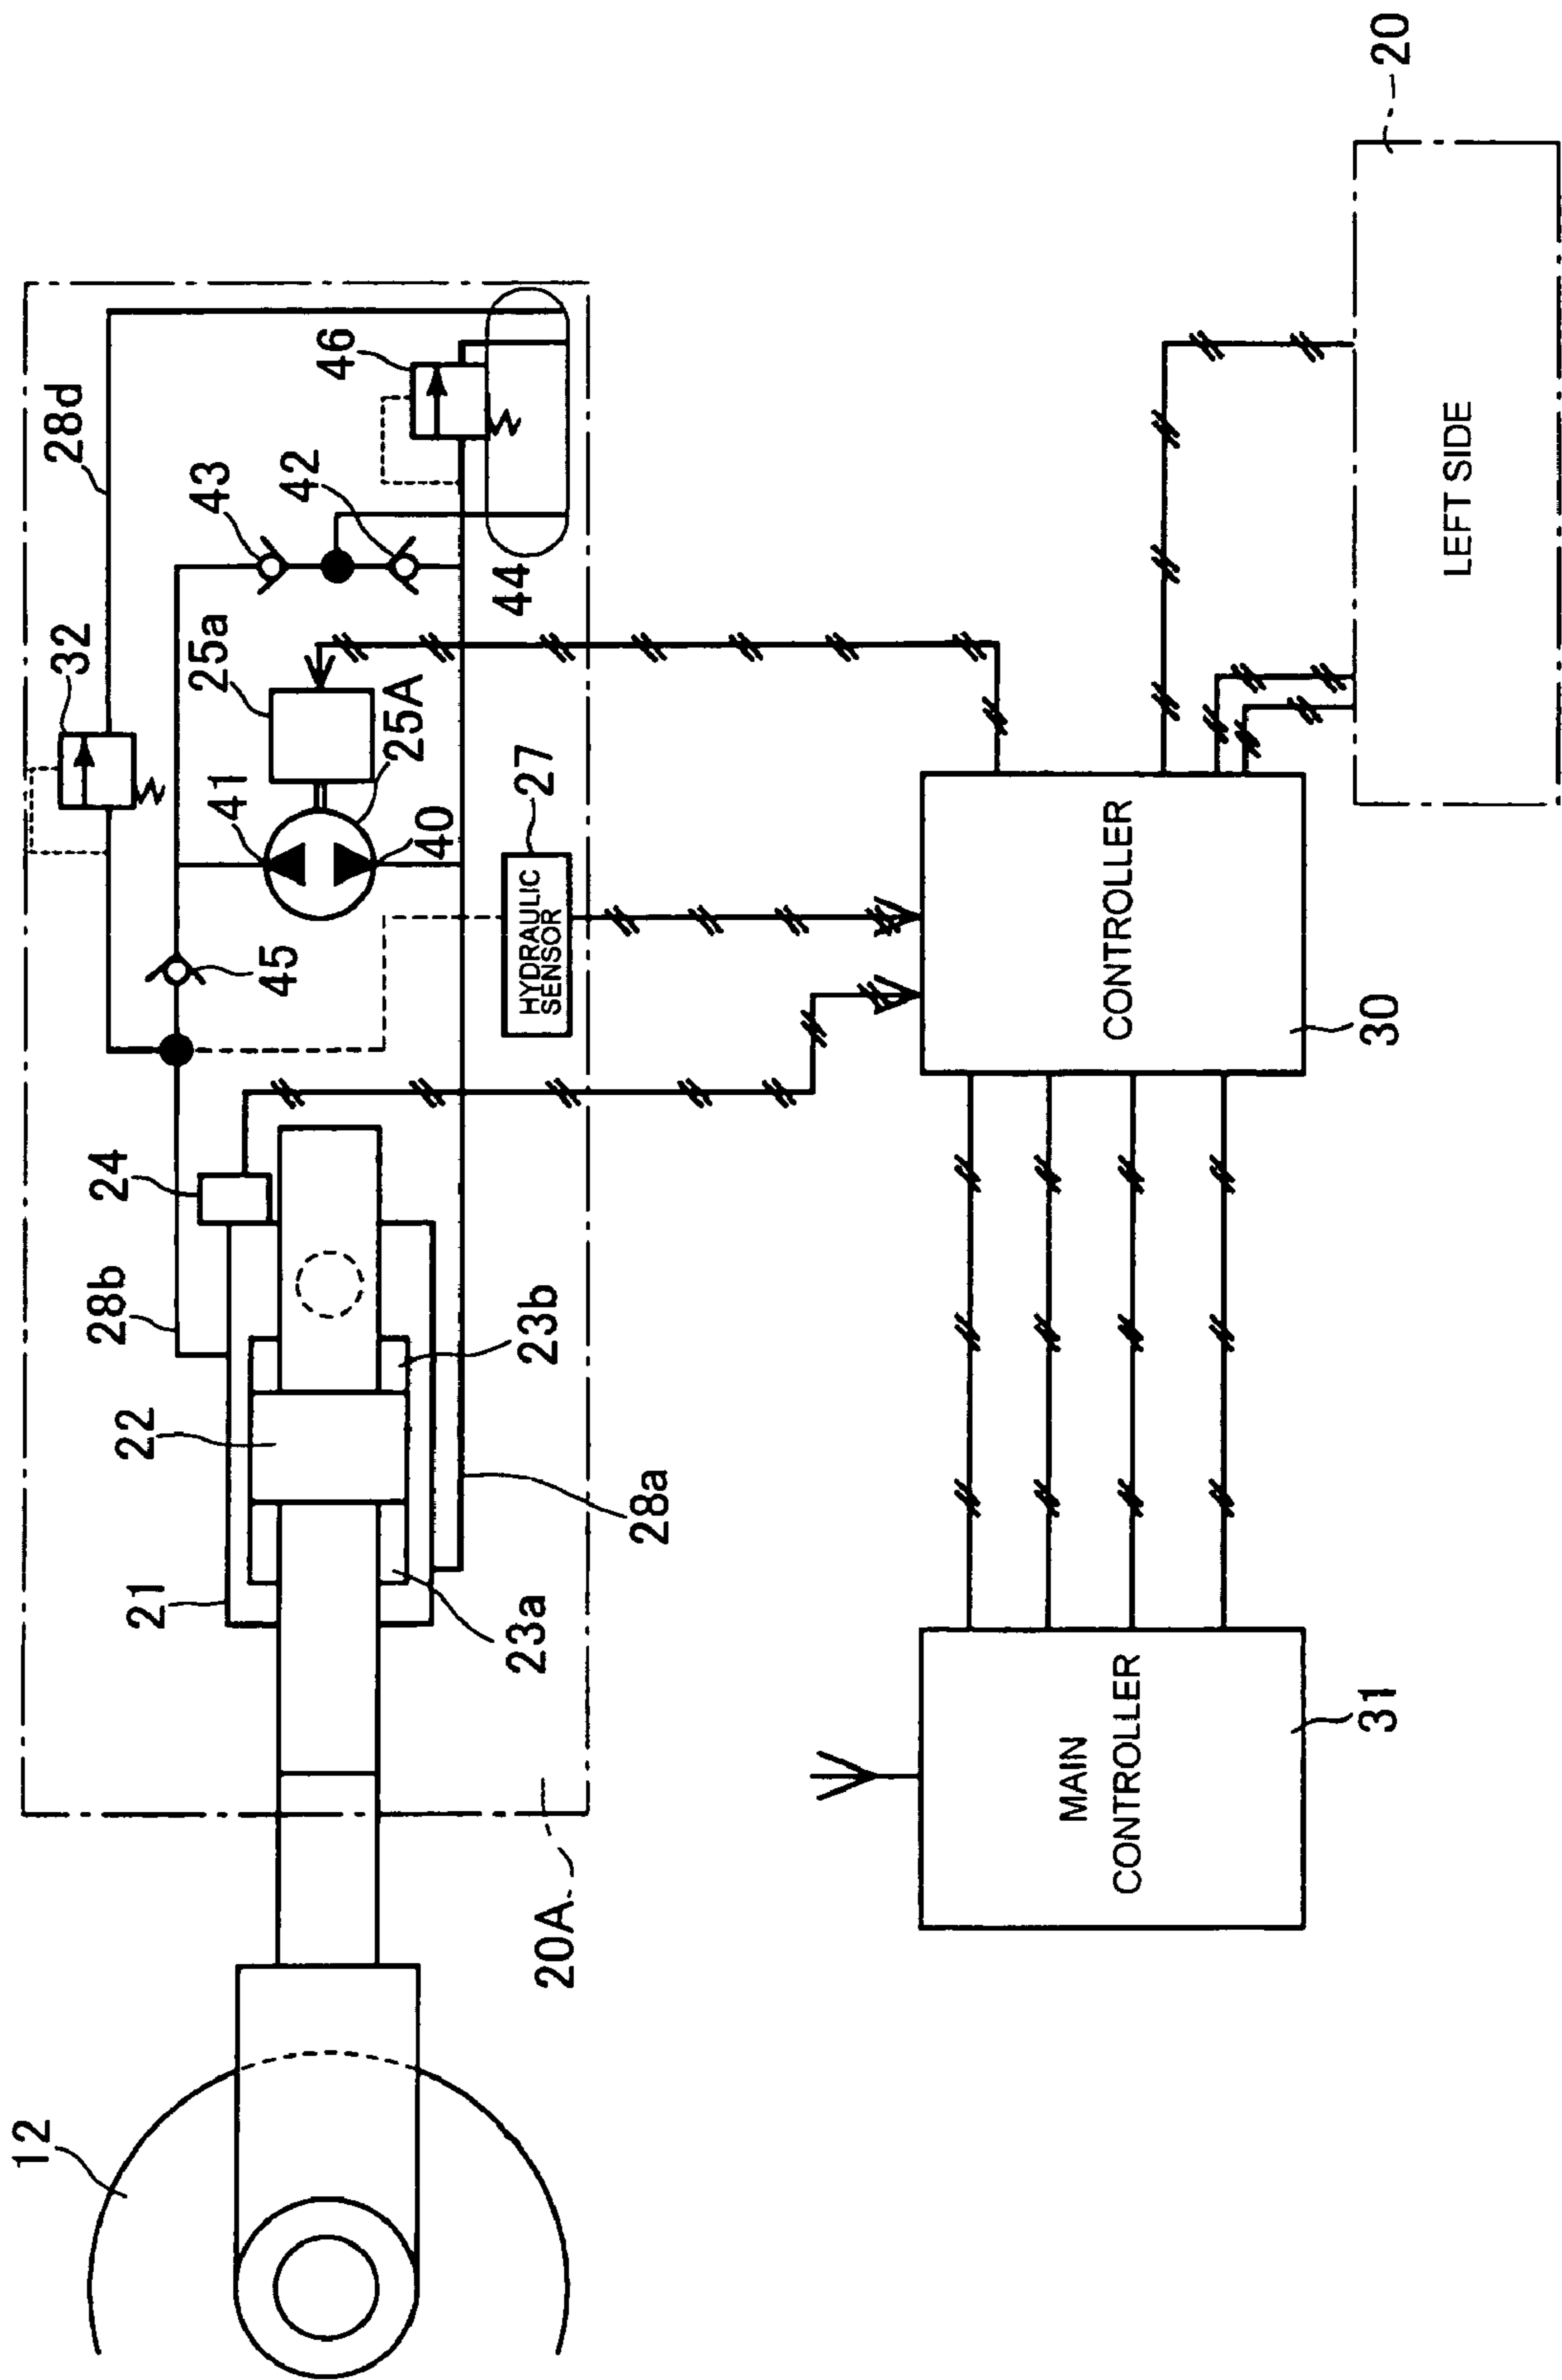 12
20A
21
22
23a
23b
28a
28b
24
45
41
40
25A
25a
32
28d
43
42
44
46
27
HYDRAULIC
SENSOR
MAIN
CONTROLLER
31
CONTROLLER
30
LEFT SIDE
20